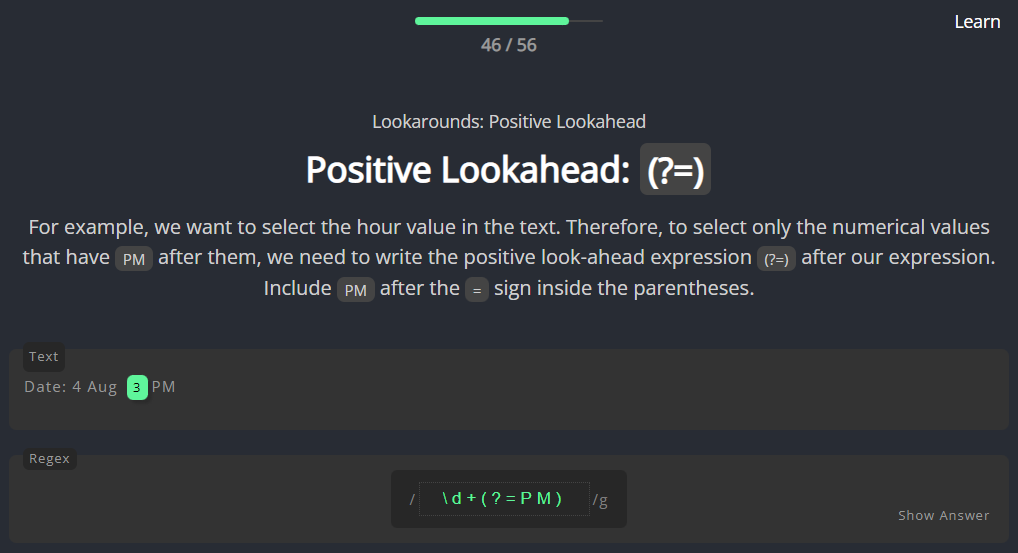 Learn
46 / 56
Lookarounds: Positive Lookahead
Positive Lookahead: (?=)
For example, we want to select the hour value in the text. Therefore, to select only the numerical values
that have PM after them, we need to write the positive look-ahead expression (?=) after our expression.
Include PM after the = sign inside the parentheses.
Text
Date: 4 Aug 3 PM
Regex
/ \d+(?=PM) /g
Show Answer